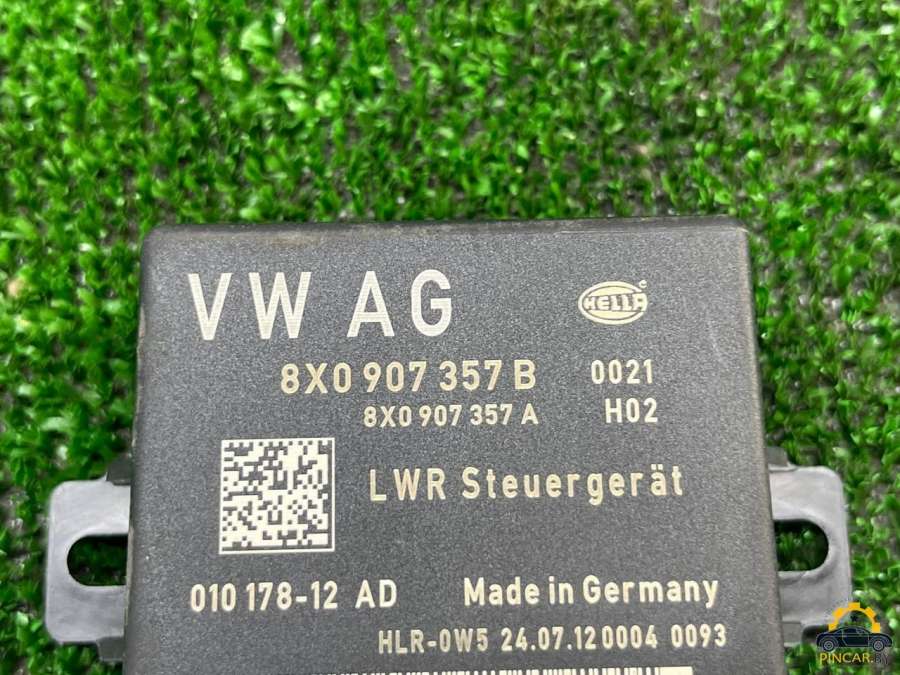 VW AG
HELLA
8X0 907 357 B 0021
8X0 907 357 A H02
LWR Steuergerät
010 178-12 AD Made in Germany
HLR-0W5 24.07.12 0004 0093
PINCAR.BY